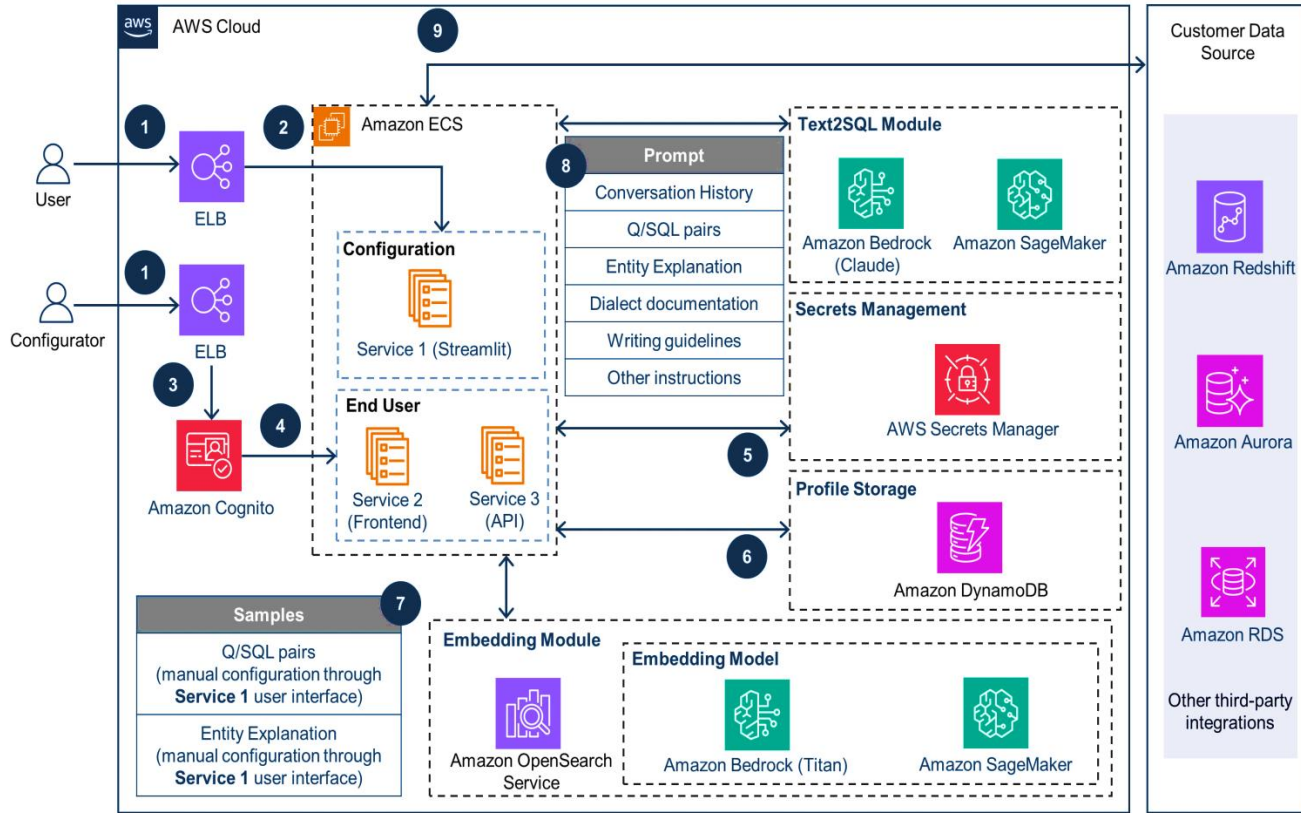 aws
AWS Cloud
9
Customer Data
Source
1
2
Amazon ECS
User
ELB
1
Configurator
ELB
3
4
Amazon Cognito
Configuration
Service 1 (Streamlit)
End User
Service 2
(Frontend)
Service 3
(API)
8
Prompt
Conversation History
Q/SQL pairs
Entity Explanation
Dialect documentation
Writing guidelines
Other instructions
Text2SQL Module
Amazon Bedrock
(Claude)
Amazon SageMaker
Secrets Management
AWS Secrets Manager
5
Profile Storage
Amazon DynamoDB
6
7
Samples
Q/SQL pairs
(manual configuration through
Service 1 user interface)
Entity Explanation
(manual configuration through
Service 1 user interface)
Embedding Module
Amazon OpenSearch
Service
Embedding Model
Amazon Bedrock (Titan)
Amazon SageMaker
Amazon Redshift
Amazon Aurora
Amazon RDS
Other third-party
integrations